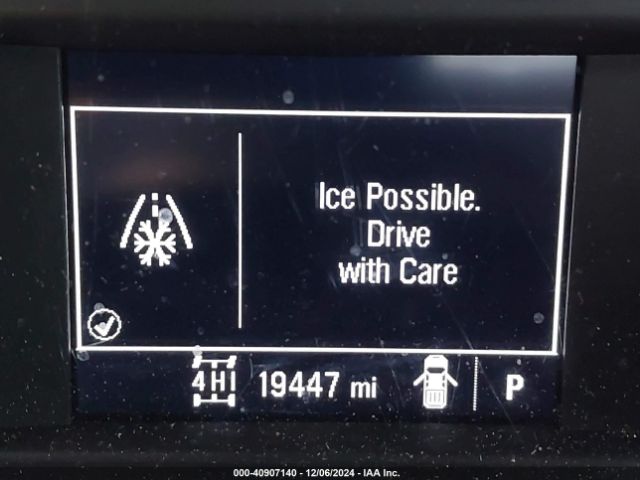 Ice Possible.
Drive
with Care
4HI 19447 mi P
000-40907140 - 12/06/2024 - IAA Inc.